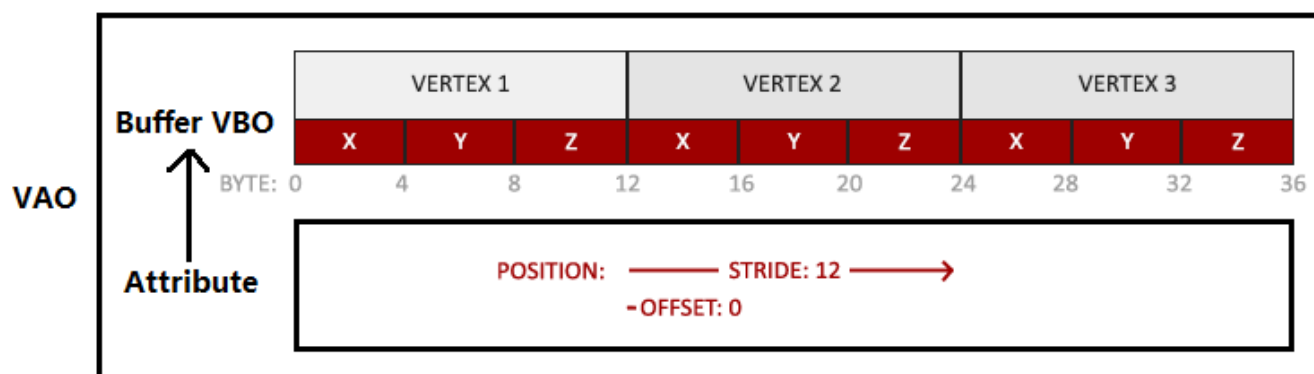 VERTEX 1 VERTEX 2 VERTEX 3
Buffer VBO
X Y Z X Y Z X Y Z
BYTE: 0 4 8 12 16 20 24 28 32 36
VAO
Attribute
POSITION: STRIDE: 12
-OFFSET: 0